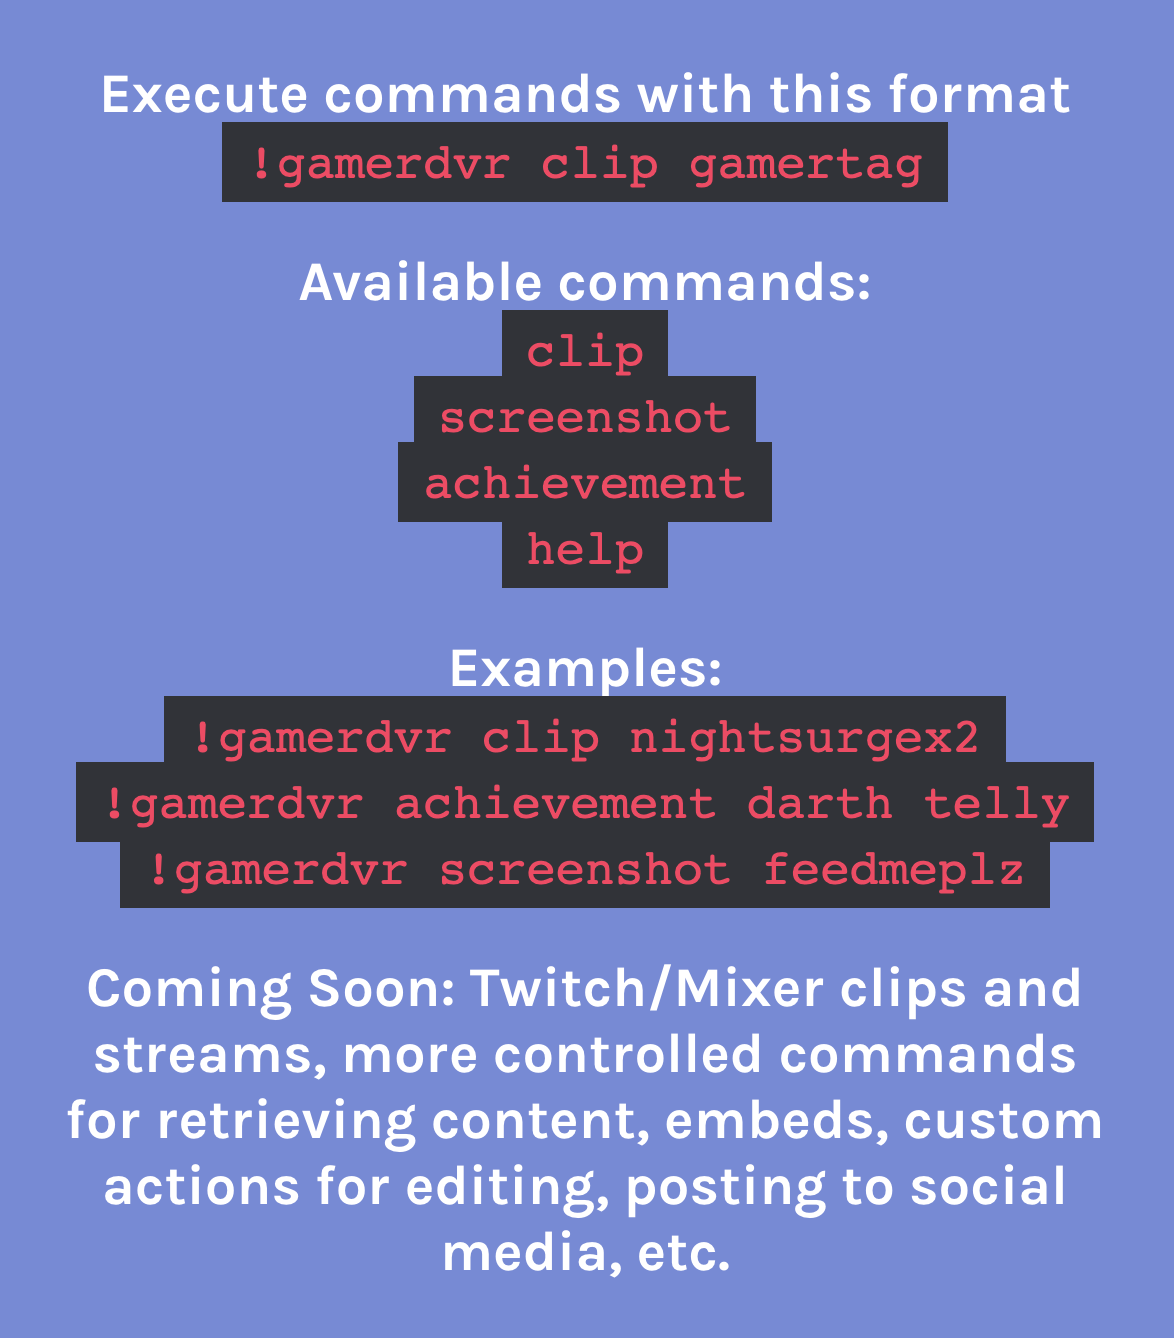 Execute commands with this format
!gamerdvr clip gamertag
Available commands:
clip
screenshot
achievement
help
Examples:
!gamerdvr clip nightsurgex2
!gamerdvr achievement darth telly
!gamerdvr screenshot feedmeplz
Coming Soon: Twitch/Mixer clips and
streams, more controlled commands
for retrieving content, embeds, custom
actions for editing, posting to social
media, etc.